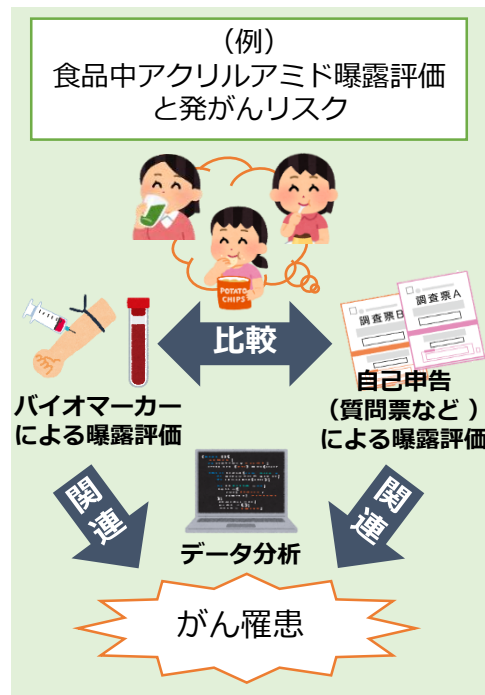 （例）
食品中アクリルアミド曝露評価
と発がんリスク
POTATO
CHIPS
比較
調査票B
調査票A
バイオマーカー
による曝露評価
自己申告
（質問票など ）
による曝露評価
関連
関連
データ分析
がん罹患